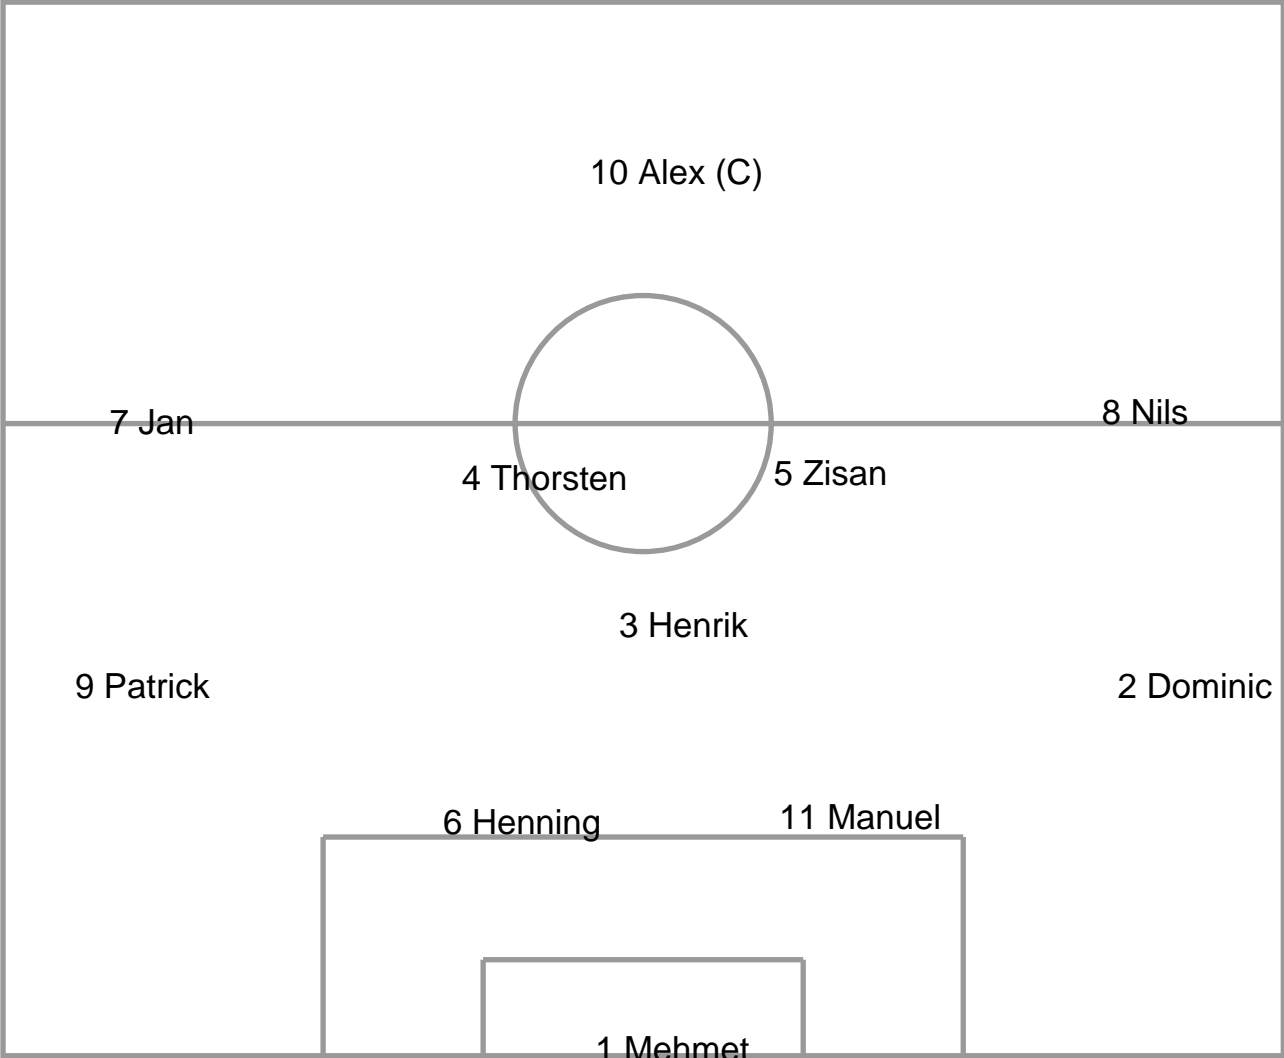 10 Alex (C)
7 Jan
8 Nils
4 Thorsten
5 Zisan
3 Henrik
9 Patrick
2 Dominic
6 Henning
11 Manuel
1 Mehmet